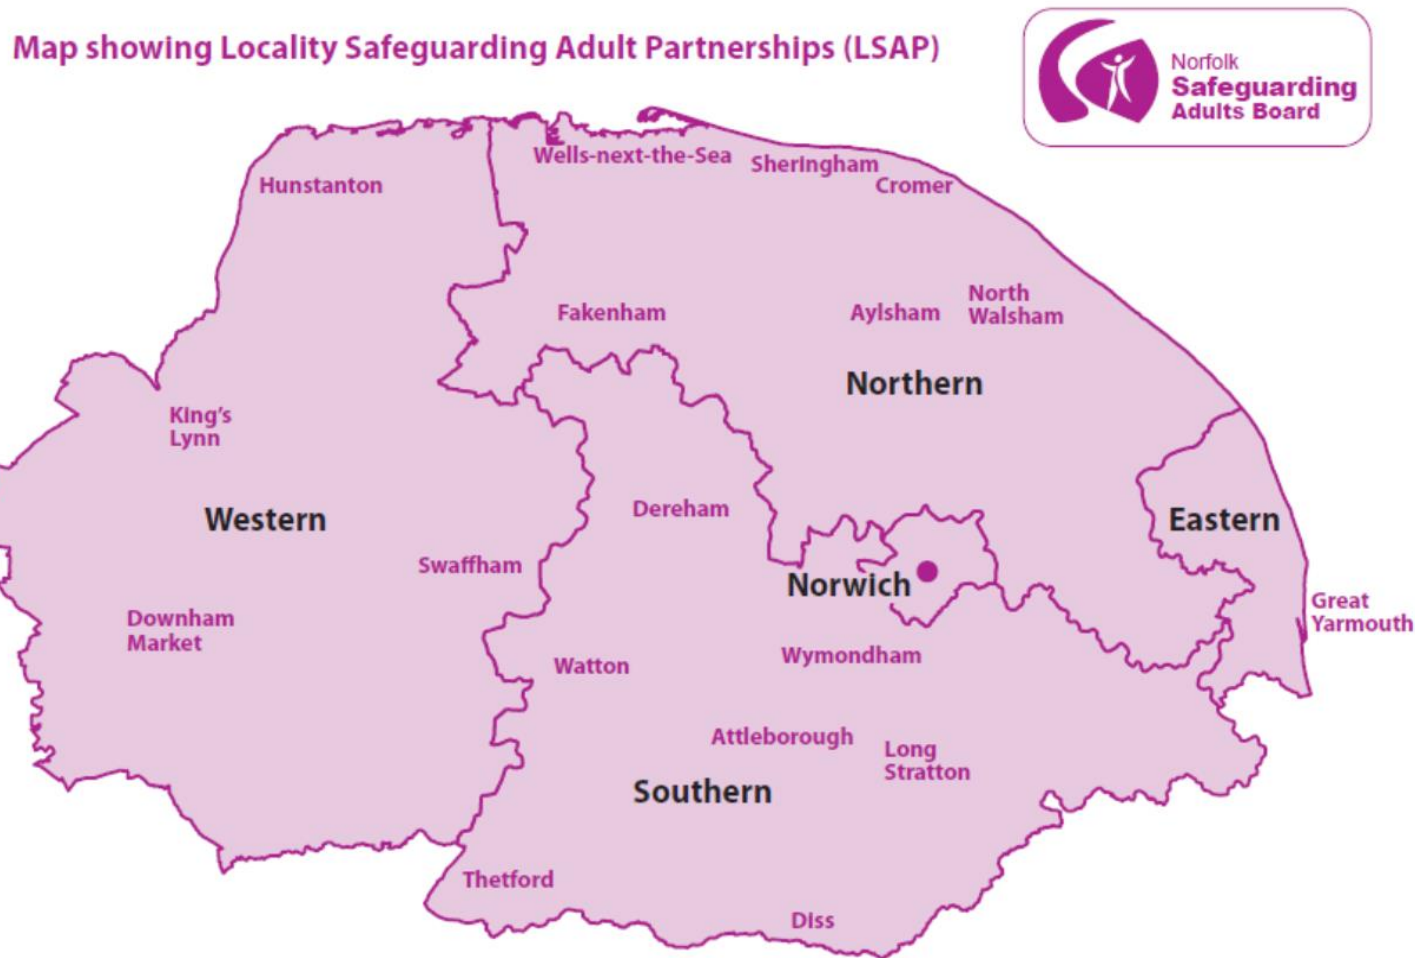 Map showing Locality Safeguarding Adult Partnerships (LSAP)
Norfolk
Safeguarding
Adults Board
Wells-next-the-Sea
Sheringham
Cromer
Hunstanton
Fakenham
Aylsham
North
Walsham
Northern
King's
Lynn
Western
Dereham
Eastern
Swaffham
Norwich
Great
Yarmouth
Downham
Market
Watton
Wymondham
Attleborough
Long
Stratton
Southern
Thetford
Diss